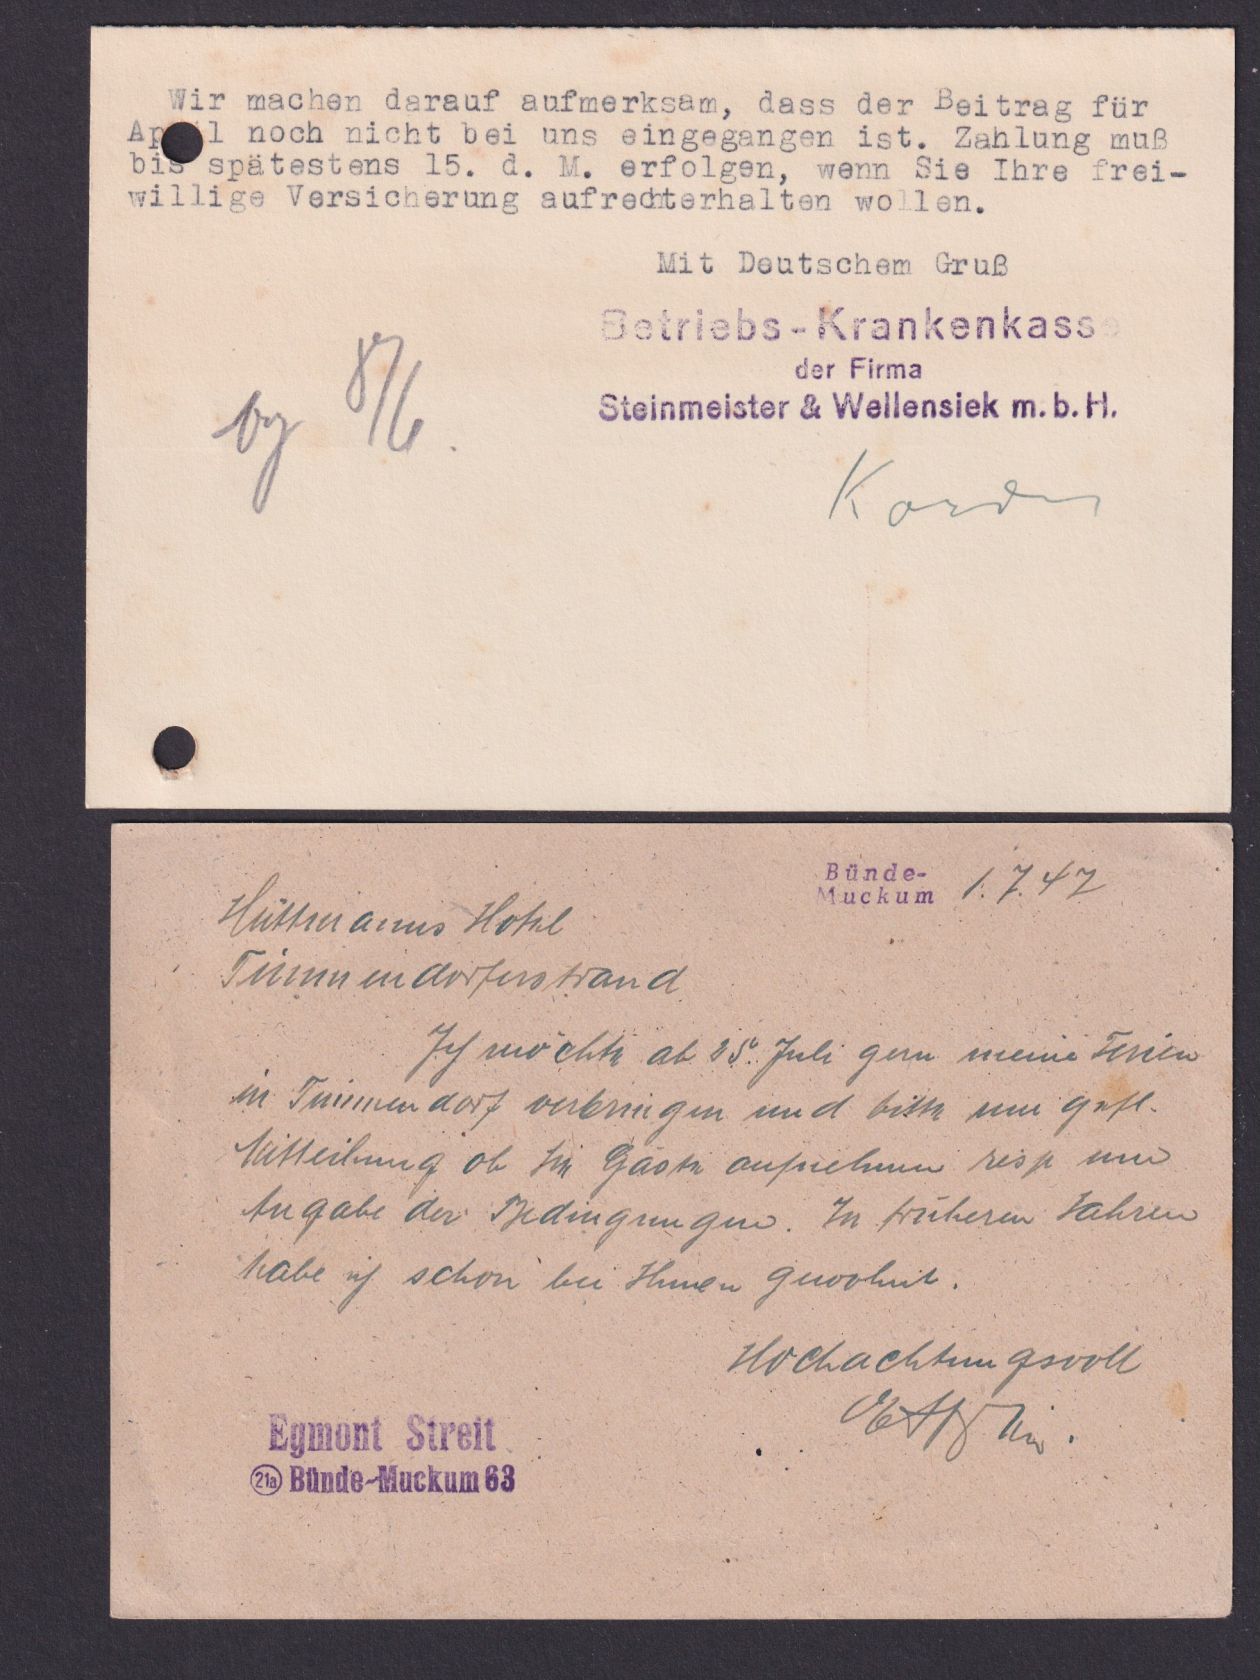 Wir machen darauf aufmerksam, dass der Beitrag für
April noch nicht bei uns eingegangen ist. Zahlung muß
bis spätestens 15. d. M. erfolgen, wenn Sie Ihre frei-
willige Versicherung aufrechterhalten wollen.
Mit Deutschem Gruß
Betriebs-Krankenkasse
der Firma
Steinmeister & Wellensiek m.b.H.
8/6.
Bünde-
Muckum 1.7.47
Hüttmanns Hotel
Timmendorferstrand
Ich möchte ab 25. Juli gern meine Ferien
in Timmendorf verbringen und bitte um gefl.
Mitteilung ob Sie Gäste aufnehmen resp um
Angabe der Bedingungen. In früheren Jahren
habe ich schon bei Ihnen gewohnt.
Hochachtungsvoll
Egmont Streit
21a Bünde-Muckum 63